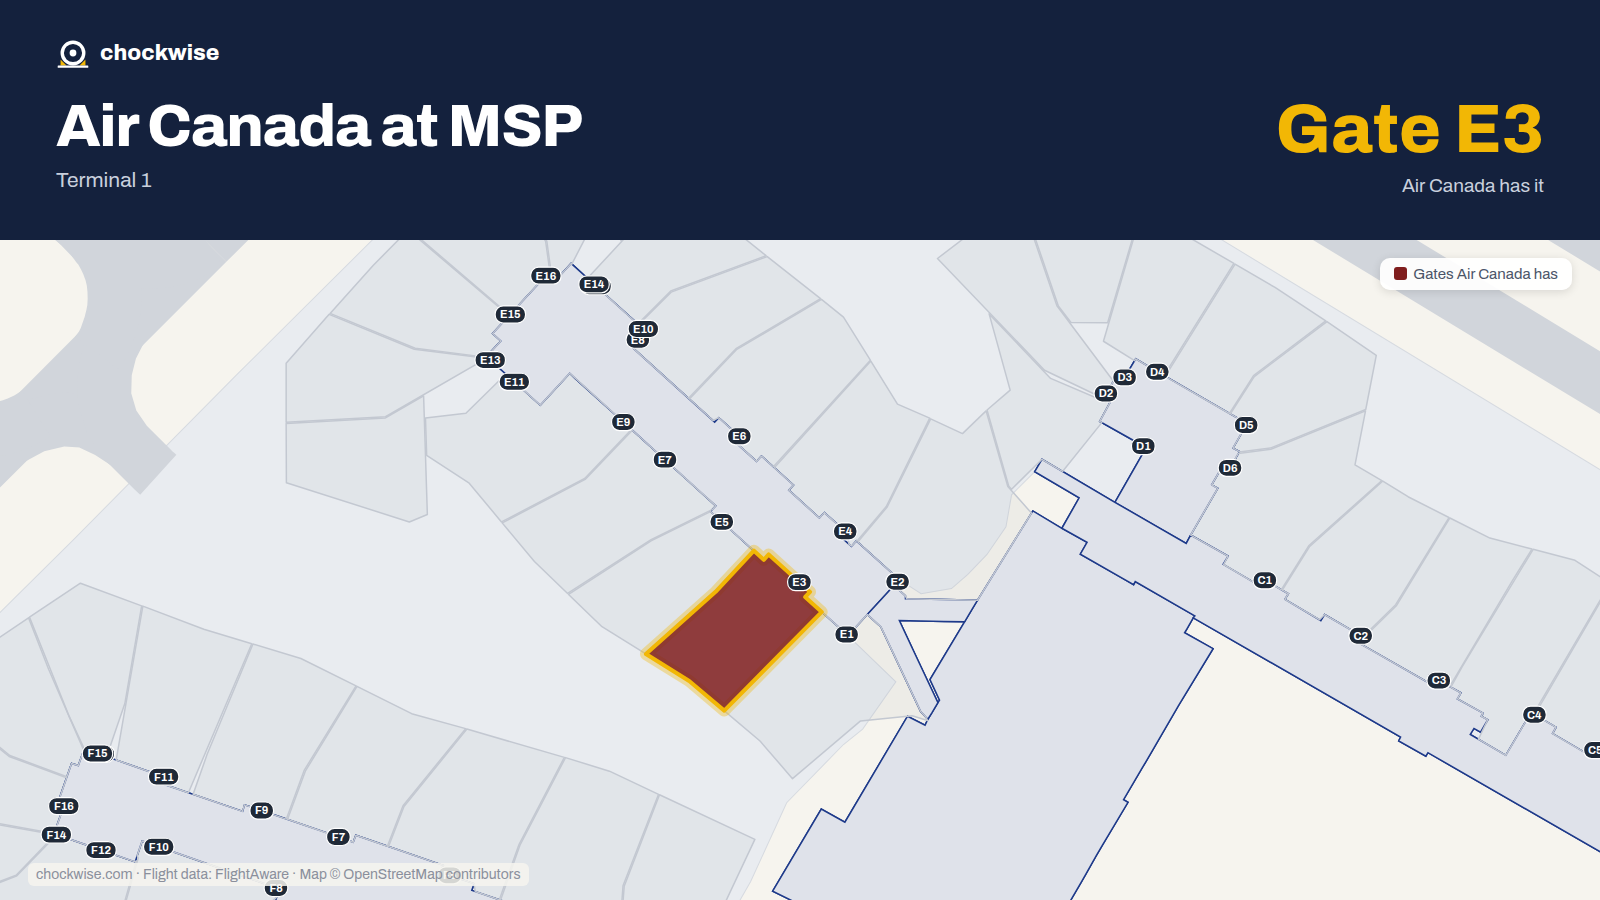 chockwise
Air Canada at MSP
Terminal 1
Gate E3
Air Canada has it
Gates Air Canada has
E16
E14
E15
E10
E8
E13
E11
E9
E6
E7
E5
E4
E3
E2
E1
D3
D4
D2
D5
D1
D6
C1
C2
C3
C4
C5
F15
F11
F16
F9
F14
F7
F12
F10
F8
chockwise.com · Flight data: FlightAware · Map © OpenStreetMap contributors